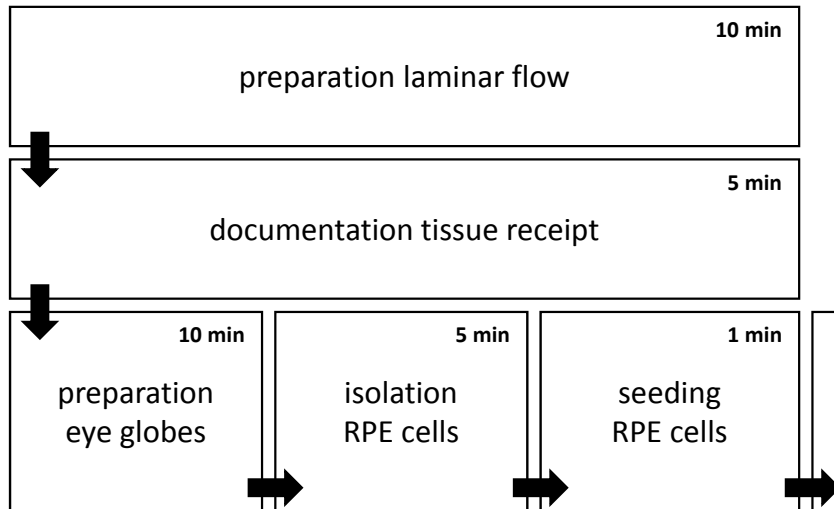 10 min
preparation laminar flow
5 min
documentation tissue receipt
10 min
preparation
eye globes
5 min
isolation
RPE cells
1 min
seeding
RPE cells